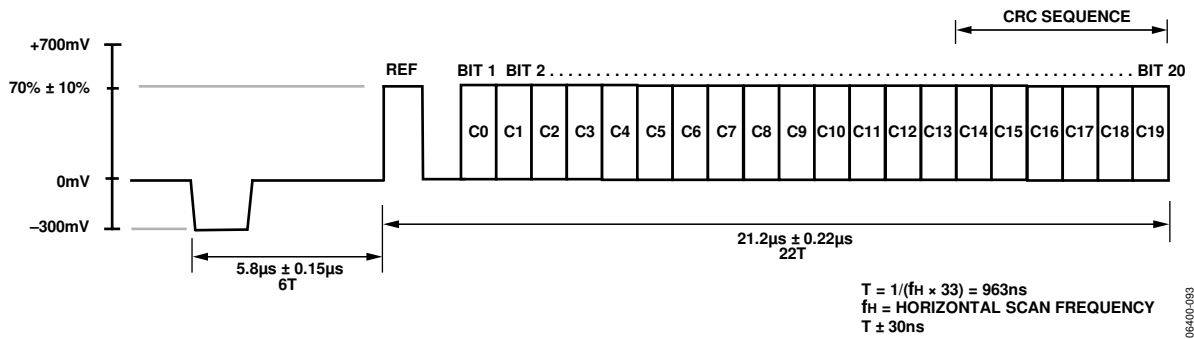 CRC SEQUENCE
+700mV
REF
BIT 1 BIT 2 . . . . . . . . . . . . . . . . . . . . . . . . . . . . . . . . . . . . . . . . . . . . . . . . . . . . . . . . . . . . . . . . . . BIT 20
70% ± 10%
C0 C1 C2 C3 C4 C5 C6 C7 C8 C9 C10 C11 C12 C13 C14 C15 C16 C17 C18 C19
0mV
–300mV
21.2µs ± 0.22µs
22T
5.8µs ± 0.15µs
6T
T = 1/(fH × 33) = 963ns
fH = HORIZONTAL SCAN FREQUENCY
T ± 30ns
06400-093